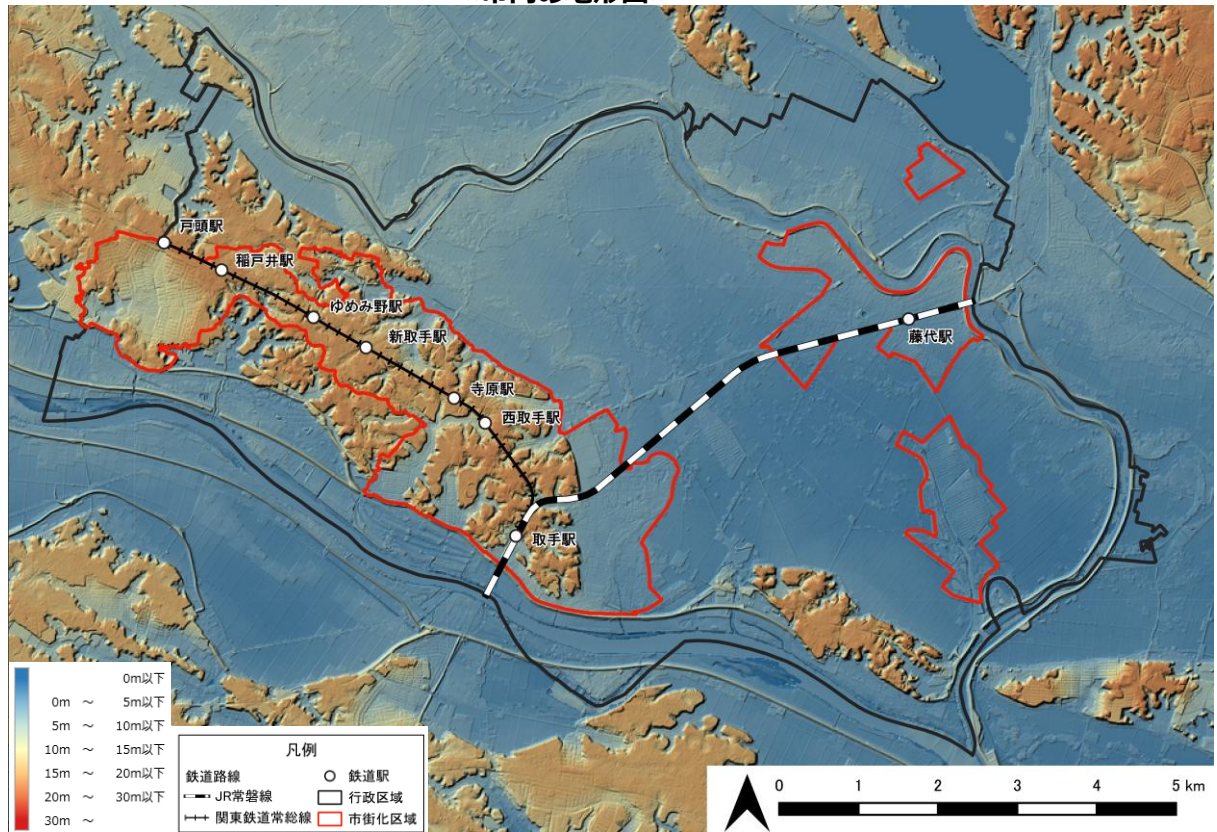 戸頭駅
稲戸井駅
ゆめみ野駅
新取手駅
寺原駅
西取手駅
取手駅
藤代駅
0m以下
0m ～ 5m以下
5m ～ 10m以下
10m ～ 15m以下
15m ～ 20m以下
20m ～ 30m以下
30m ～
凡例
鉄道路線
鉄道駅
JR常磐線
行政区域
関東鉄道常総線
市街化区域
0 1 2 3 4 5 km